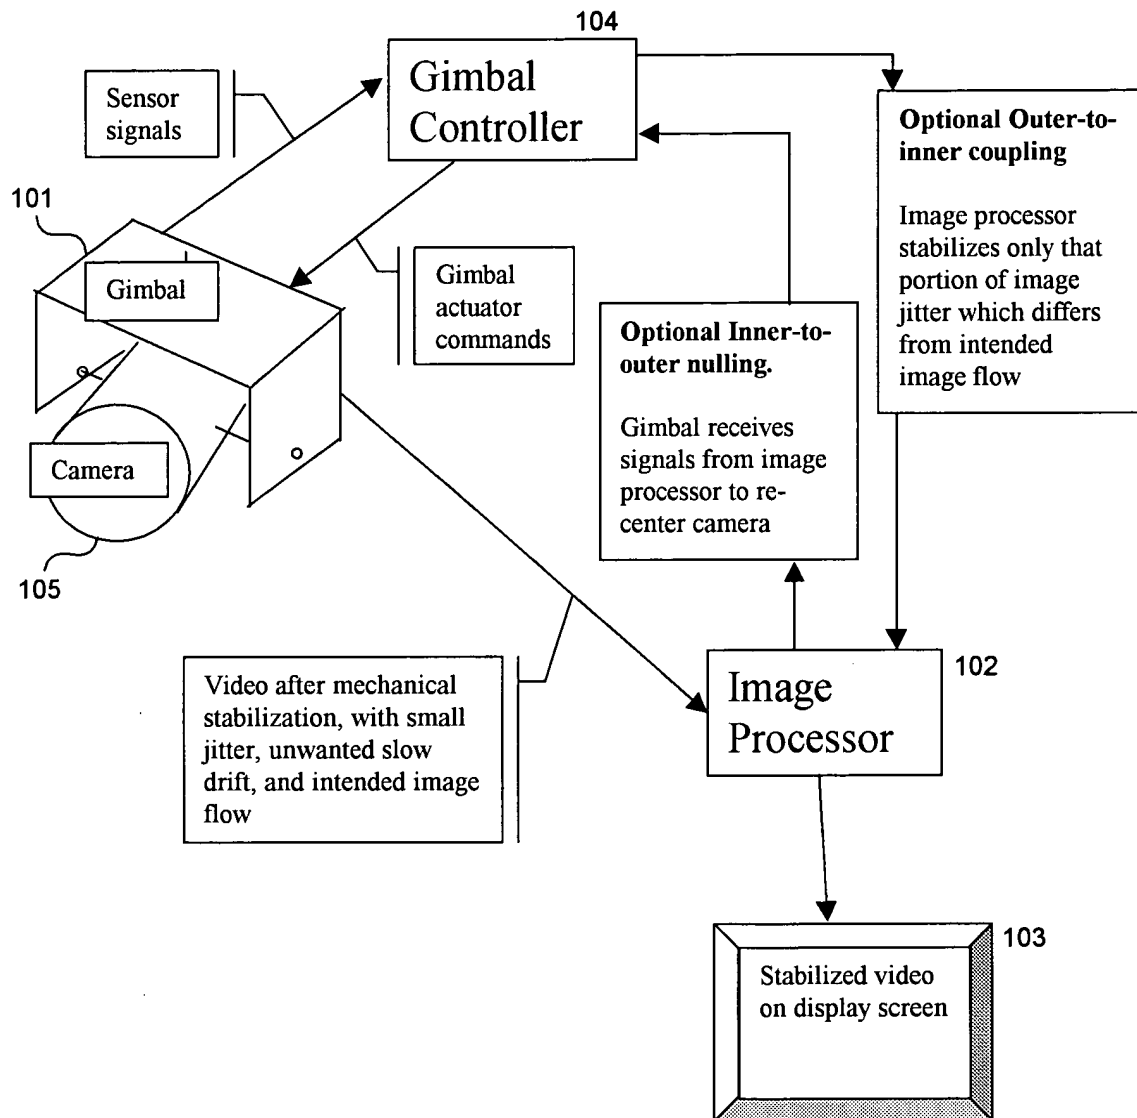 104
Gimbal
Controller
Sensor
signals
Optional Outer-to-
inner coupling
Image processor
stabilizes only that
portion of image
jitter which differs
from intended
image flow
101
Gimbal
Gimbal
actuator
commands
Optional Inner-to-
outer nulling.
Gimbal receives
signals from image
processor to re-
center camera
Camera
105
Video after mechanical
stabilization, with small
jitter, unwanted slow
drift, and intended image
flow
102
Image
Processor
103
Stabilized video
on display screen